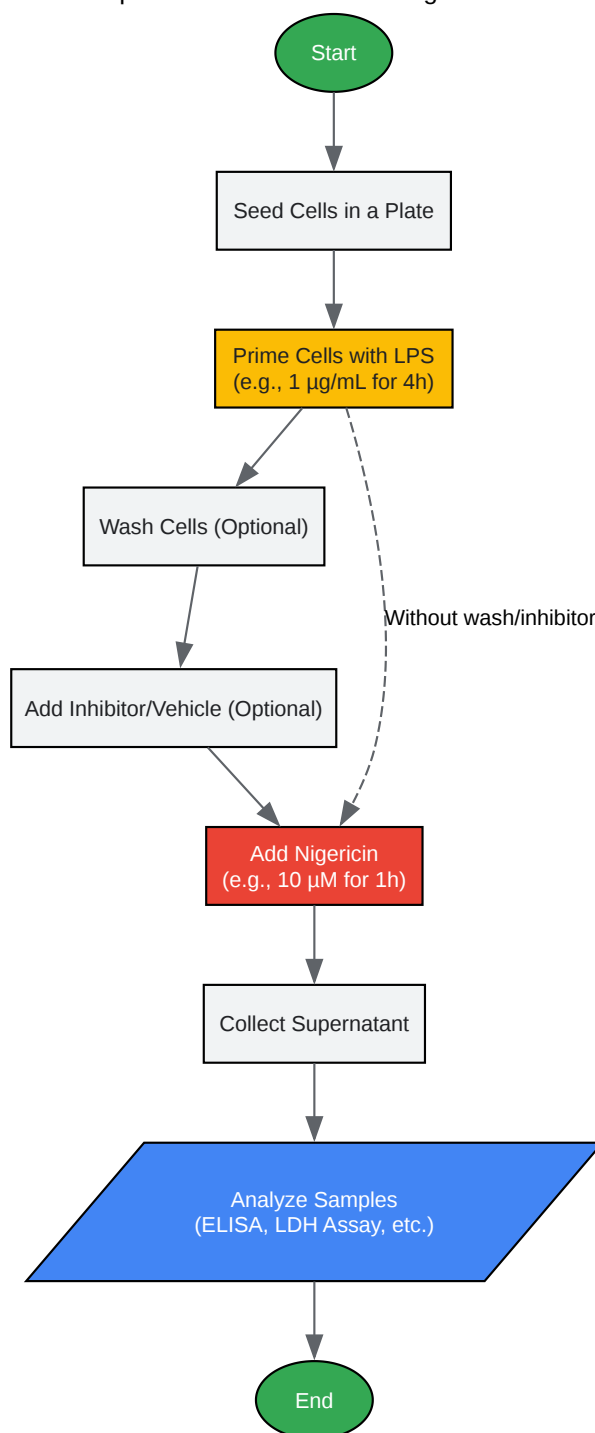 Start
Seed Cells in a Plate
Prime Cells with LPS
(e.g., 1 µg/mL for 4h)
Wash Cells (Optional)
Without wash/inhibitor
Add Inhibitor/Vehicle (Optional)
Add Nigericin
(e.g., 10 µM for 1h)
Collect Supernatant
Analyze Samples
(ELISA, LDH Assay, etc.)
End